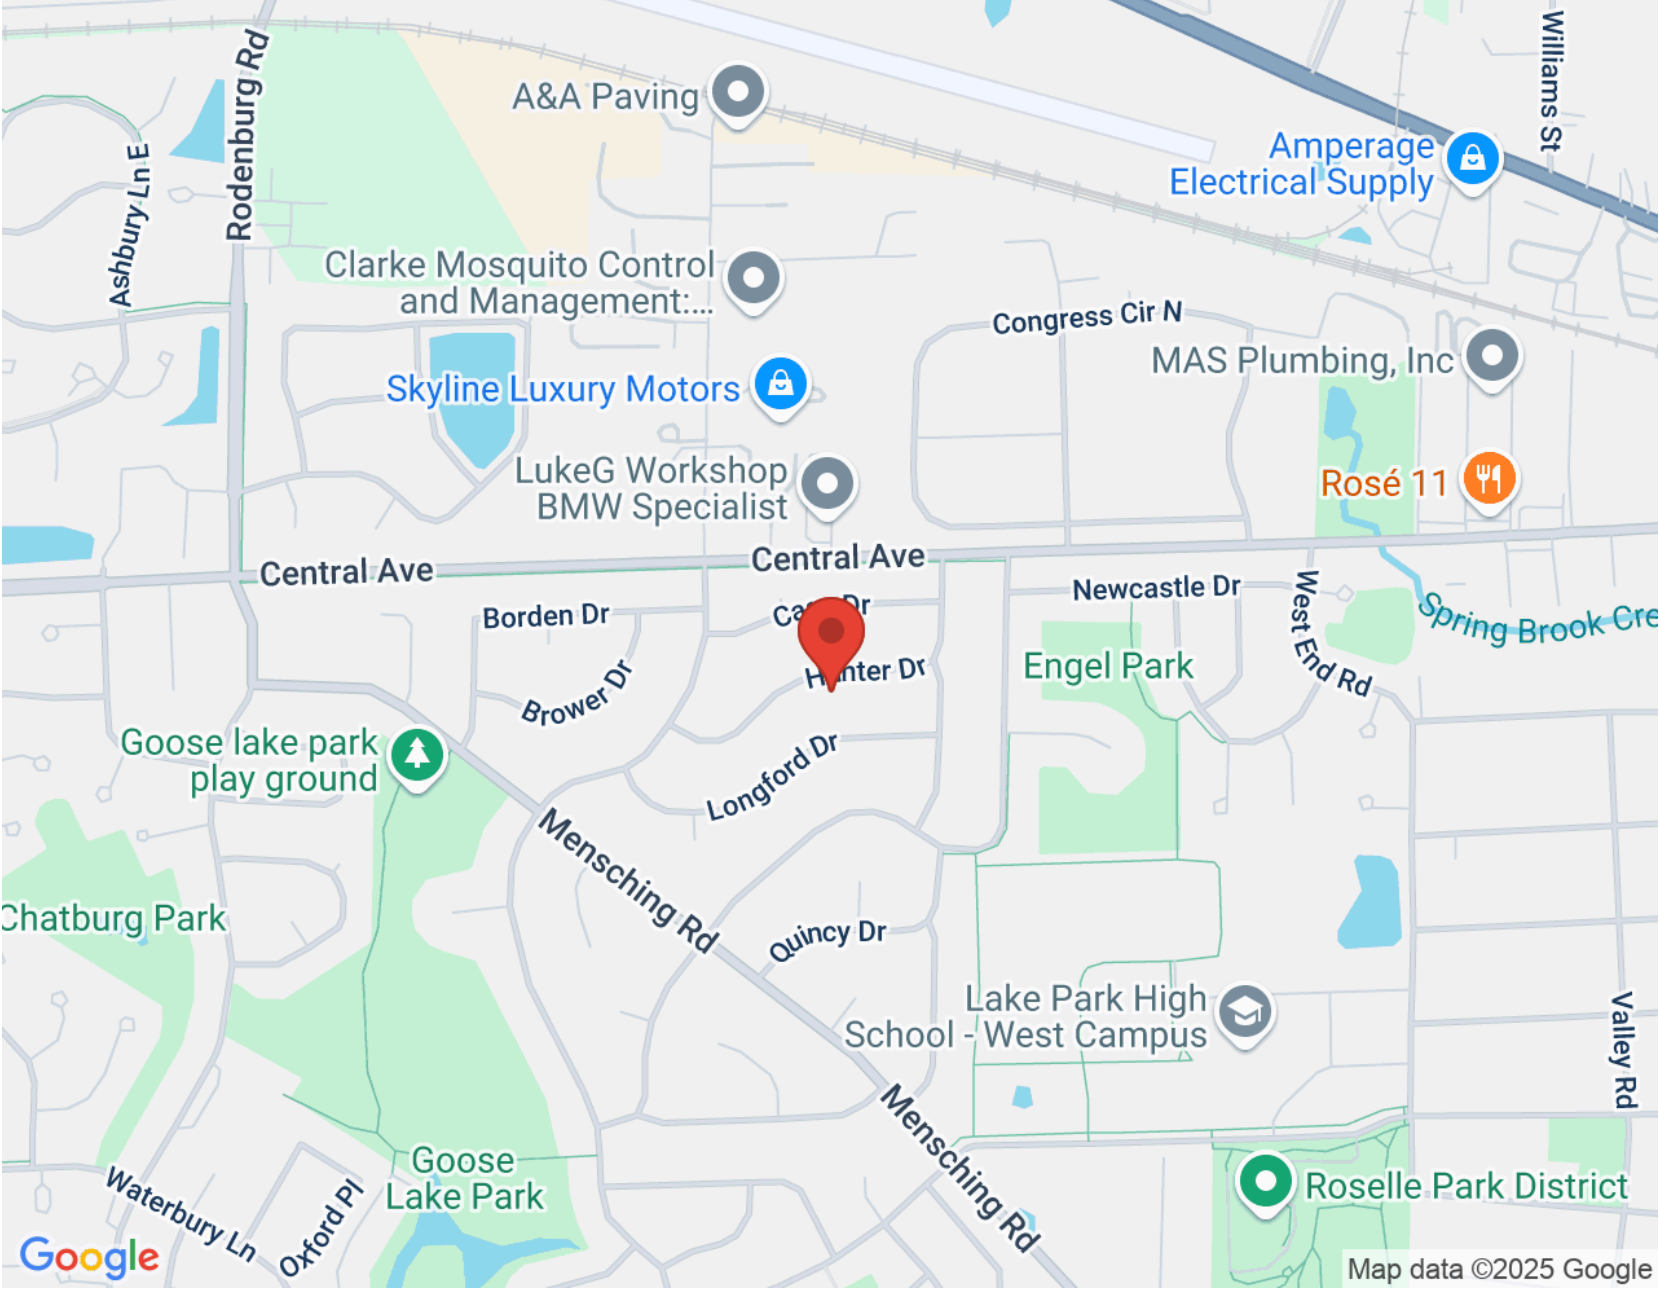 Williams St
Rodenburg Rd
A&A Paving
Amperage
Electrical Supply
Ashbury Ln E
Clarke Mosquito Control
and Management:...
Congress Cir N
MAS Plumbing, Inc
Skyline Luxury Motors
LukeG Workshop
BMW Specialist
Rosé 11
Central Ave
Central Ave
Newcastle Dr
Borden Dr
Dr
West End Rd
Spring Brook Cre
Engel Park
Dr
Brower Dr
Goose lake park
play ground
Longford Dr
Mensching Rd
Chatburg Park
Quincy Dr
Lake Park High
School - West Campus
Valley Rd
Mensching Rd
Goose
Lake Park
Roselle Park District
Waterbury Ln
Oxford Pl
Google
Map data ©2025 Google